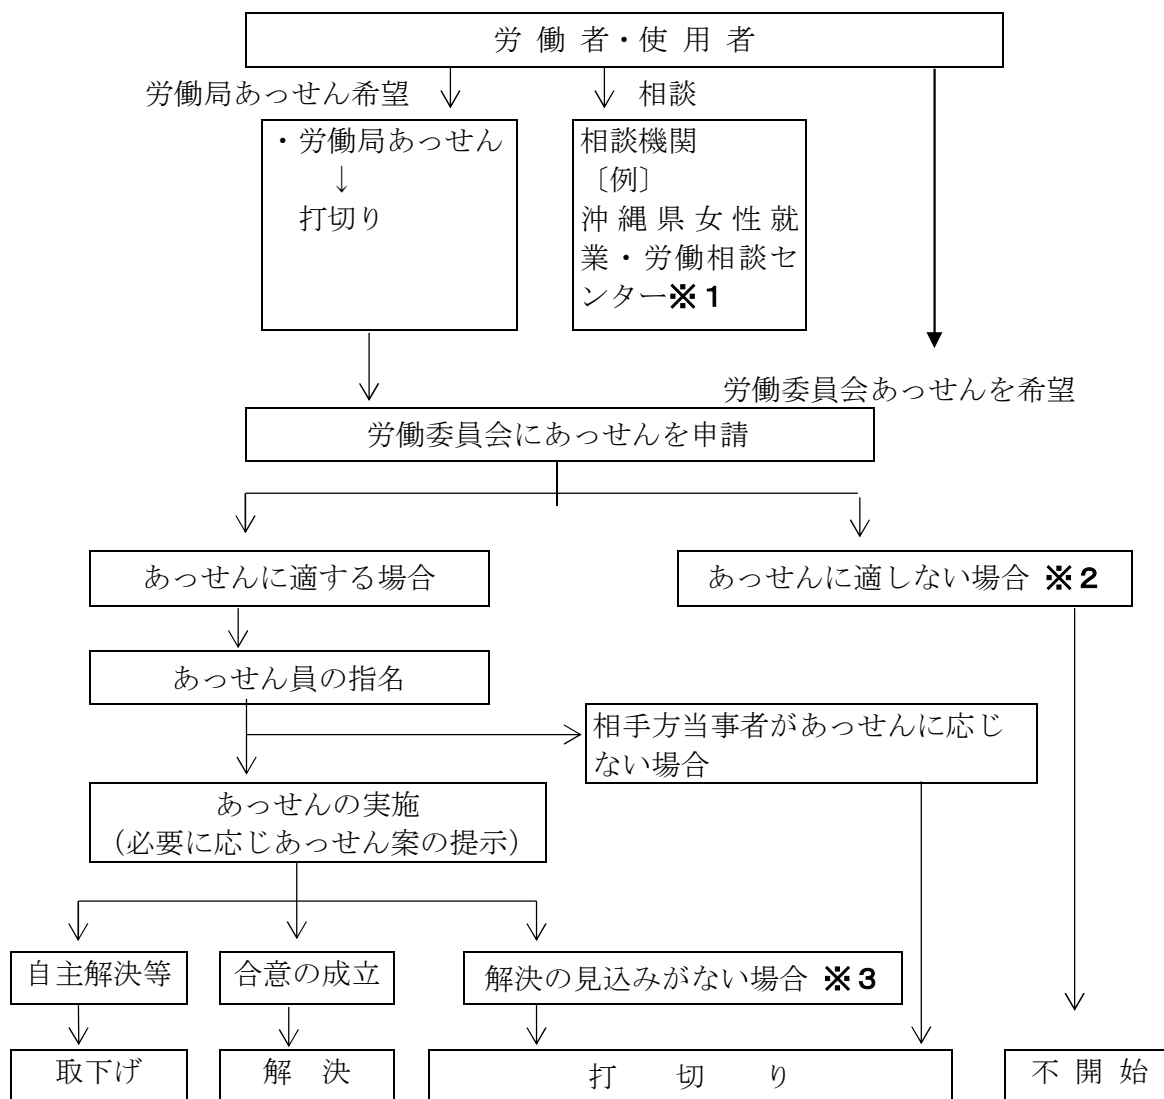 労 働 者・使 用 者
労働局あっせん希望
相談
・労働局あっせん
↓
打切り
相談機関
〔例〕
沖縄県女性就
業・労働相談セ
ンター※1
労働委員会あっせんを希望
労働委員会にあっせんを申請
あっせんに適する場合
あっせんに適しない場合 ※2
あっせん員の指名
相手方当事者があっせんに応じ
ない場合
あっせんの実施
(必要に応じあっせん案の提示)
自主解決等
合意の成立
解決の見込みがない場合 ※3
取下げ
解 決
打 切 り
不 開 始